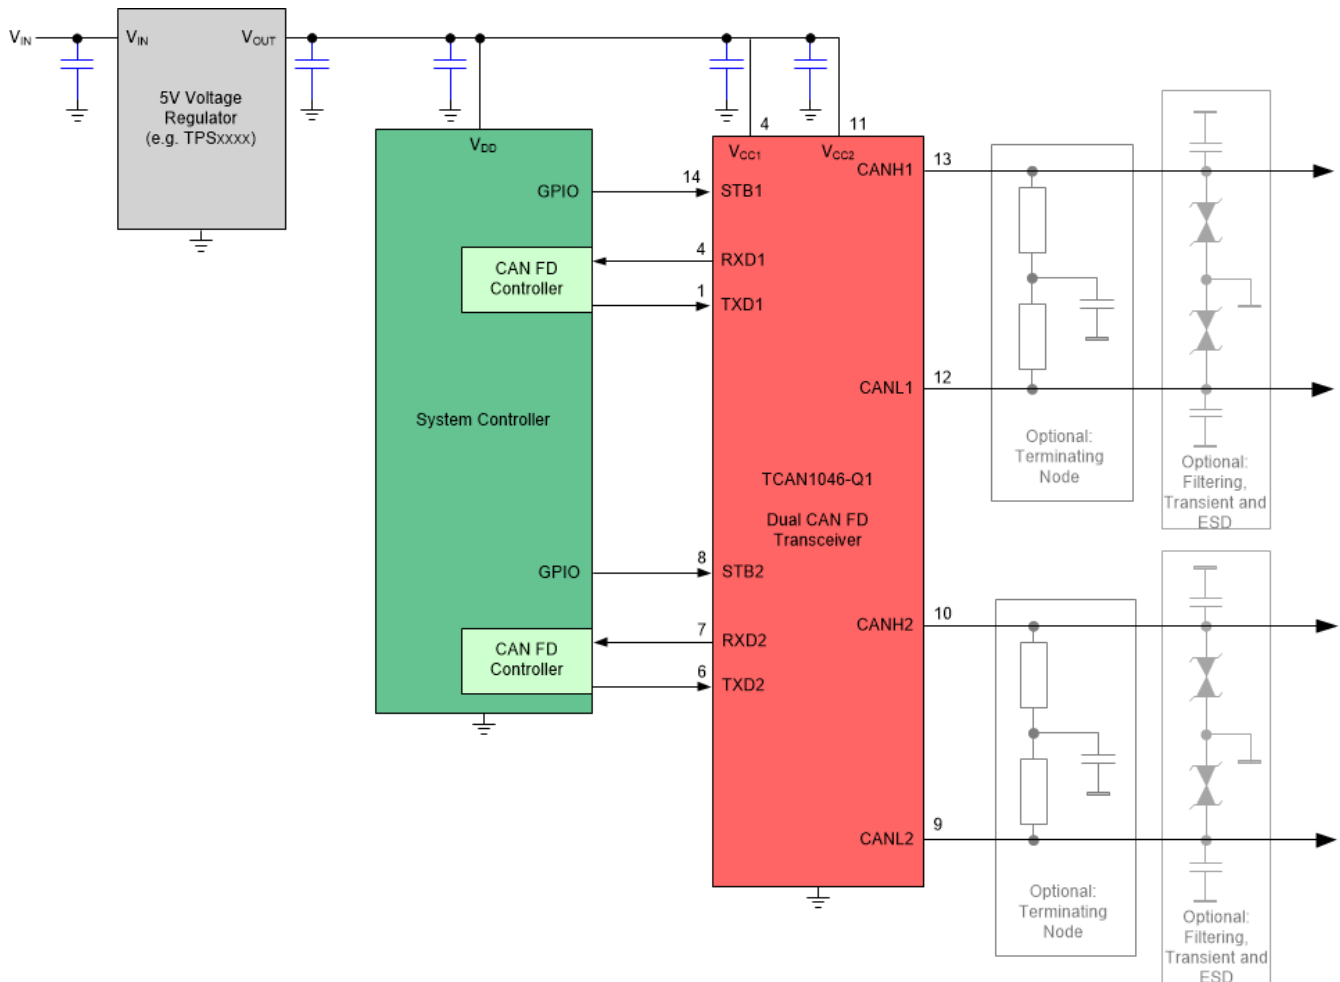 VIN
VIN
VOUT
5V Voltage
Regulator
(e.g. TPSxxxx)
VDD
GPIO
CAN FD
Controller
System Controller
GPIO
CAN FD
Controller
14
4
1
8
7
6
4
11
VCC1
VCC2
STB1
RXD1
TXD1
CANH1
CANL1
TCAN1046-Q1
Dual CAN FD
Transceiver
STB2
RXD2
TXD2
CANH2
CANL2
13
12
10
9
Optional:
Terminating
Node
Optional:
Filtering,
Transient and
ESD
Optional:
Terminating
Node
Optional:
Filtering,
Transient and
ESD